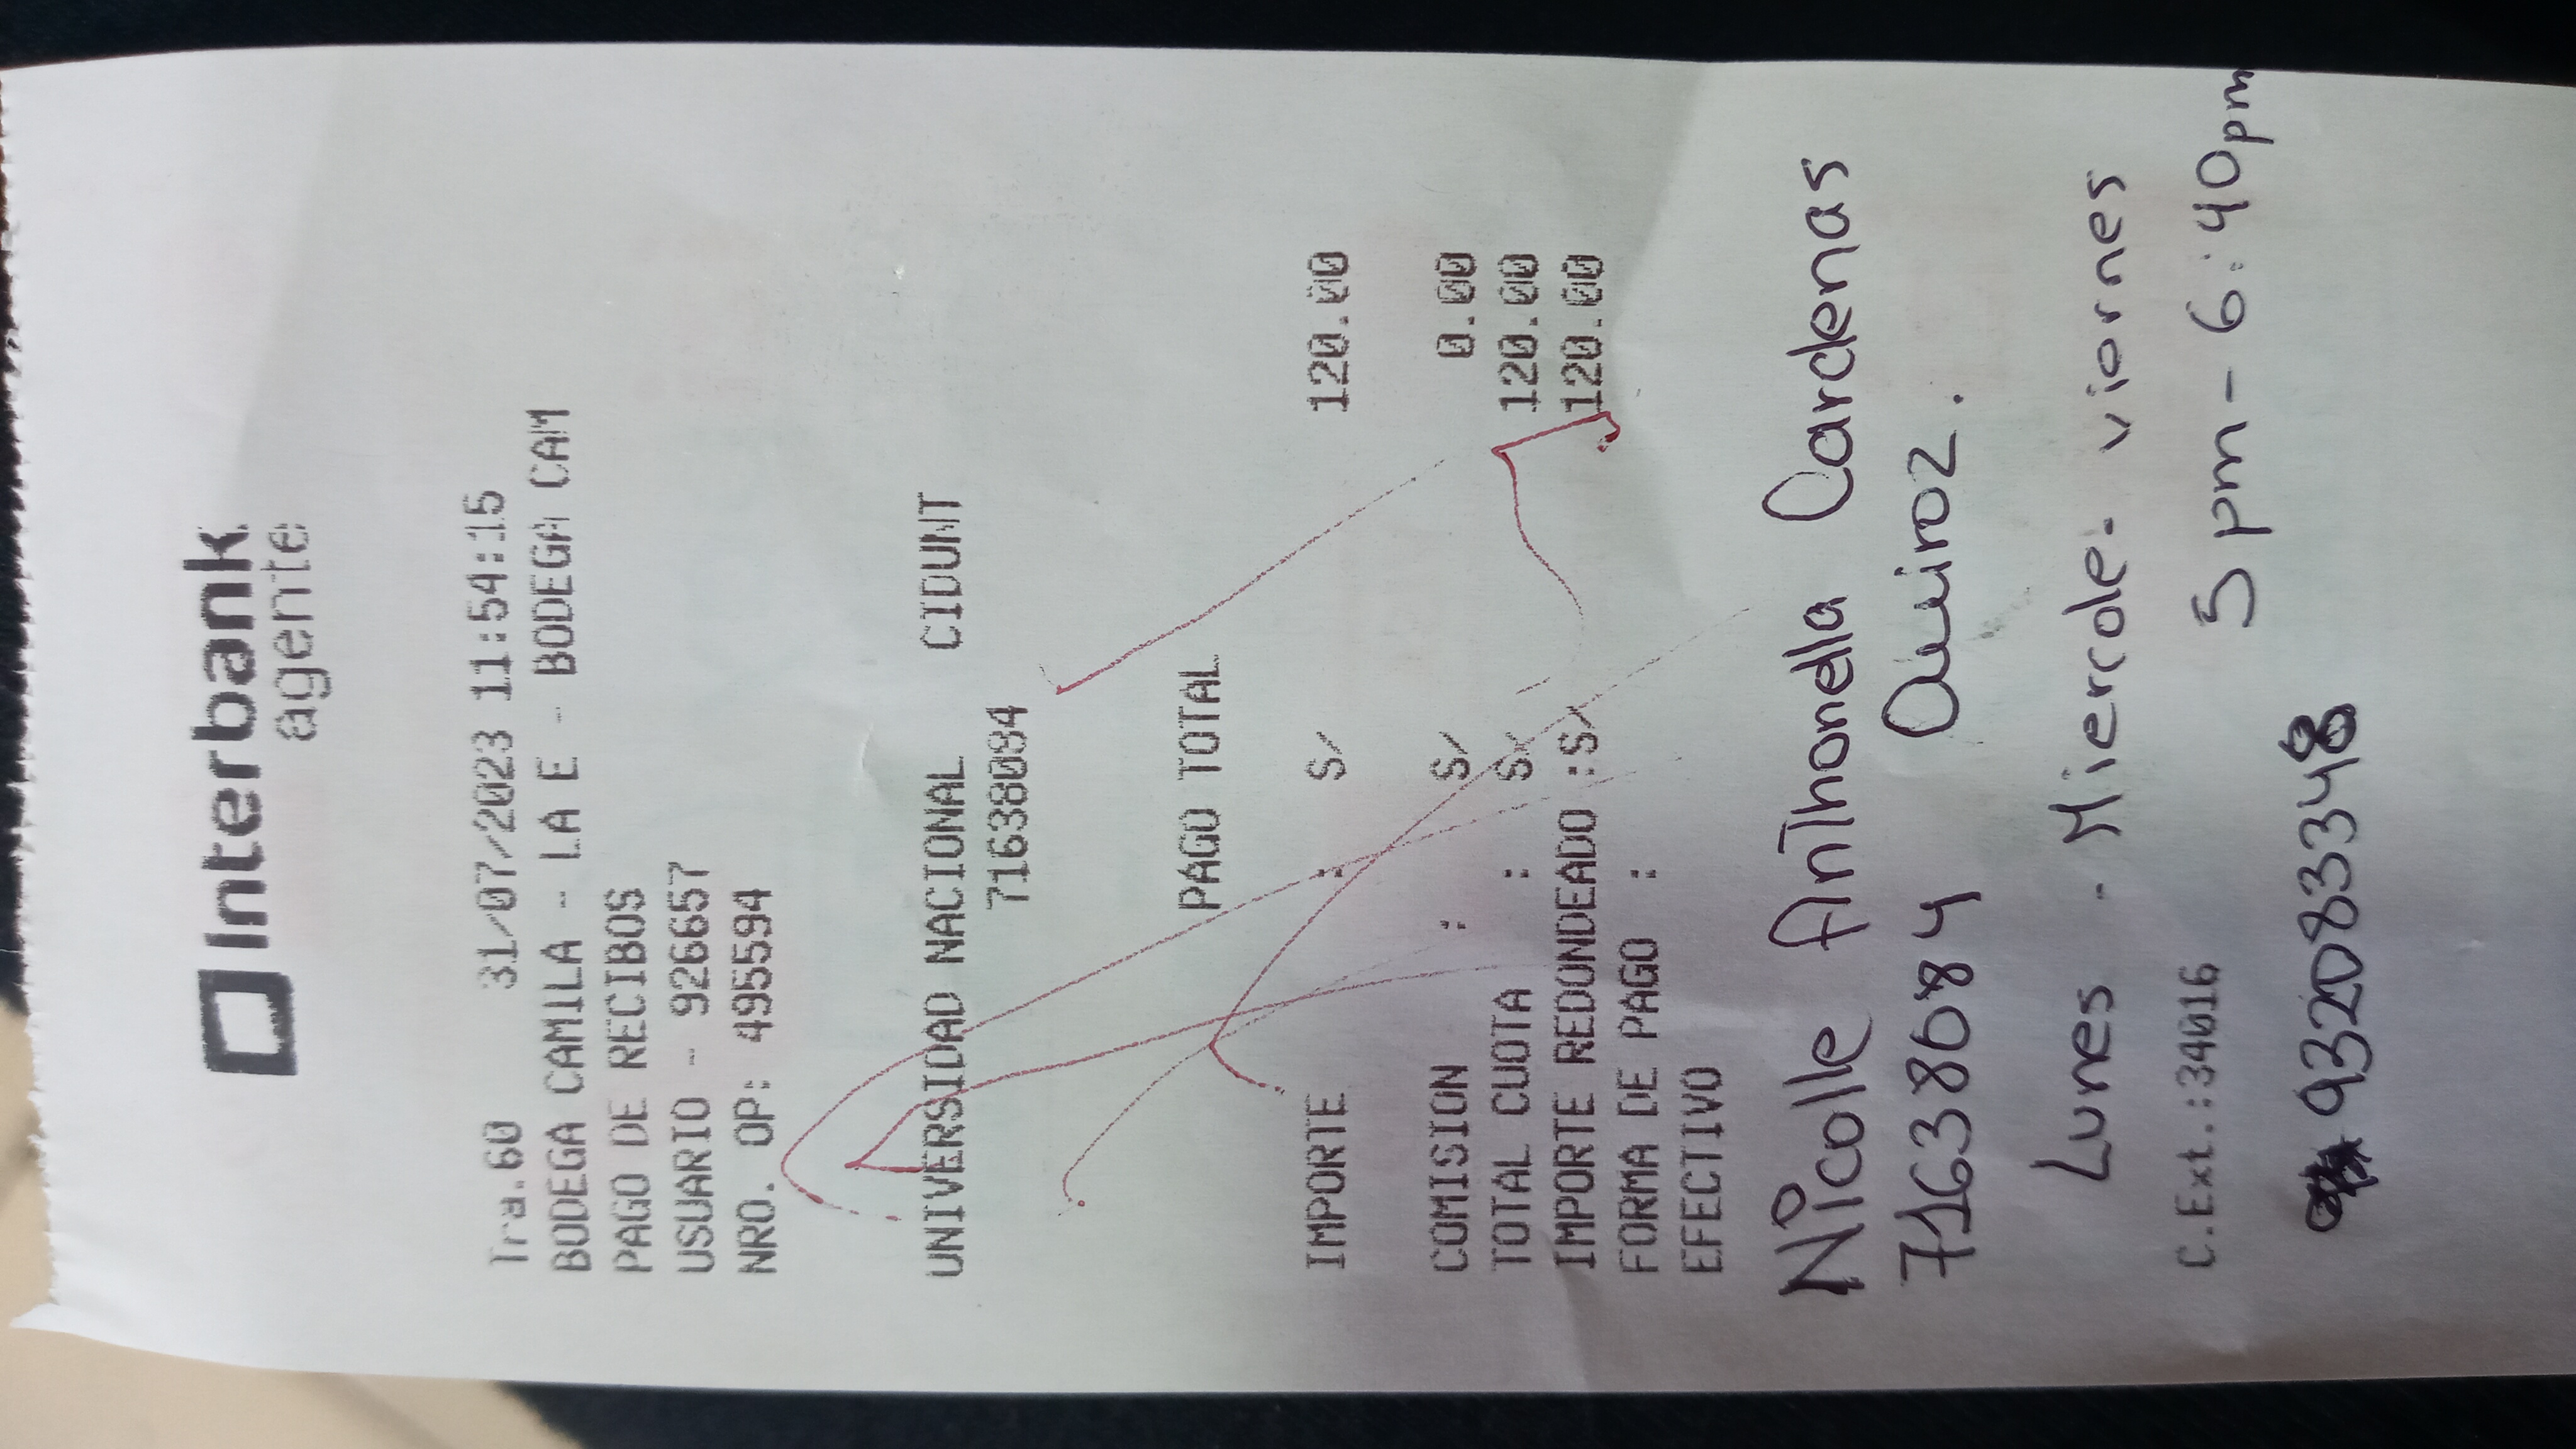 Interbank
agente
Tra.60 31/07/2023 11:54:15
BODEGA CAMILA - LA E - BODEGA CAM
PAGO DE RECIBOS
USUARIO - 926657
NRO. OP: 495594
UNIVERSIDAD NACIONAL CIDUNT
71638084
PAGO TOTAL
IMPORTE : S/ 120.00
COMISION : S/ 0.00
TOTAL CUOTA : S/ 120.00
IMPORTE REDONDEADO :S/ 120.00
FORMA DE PAGO :
EFECTIVO
Nicolle Anthonella Cardenas
71638084 Quiroz.
Lunes - Miercole - viernes
C.Ext.:34016 5 pm - 6:40pm
932083348